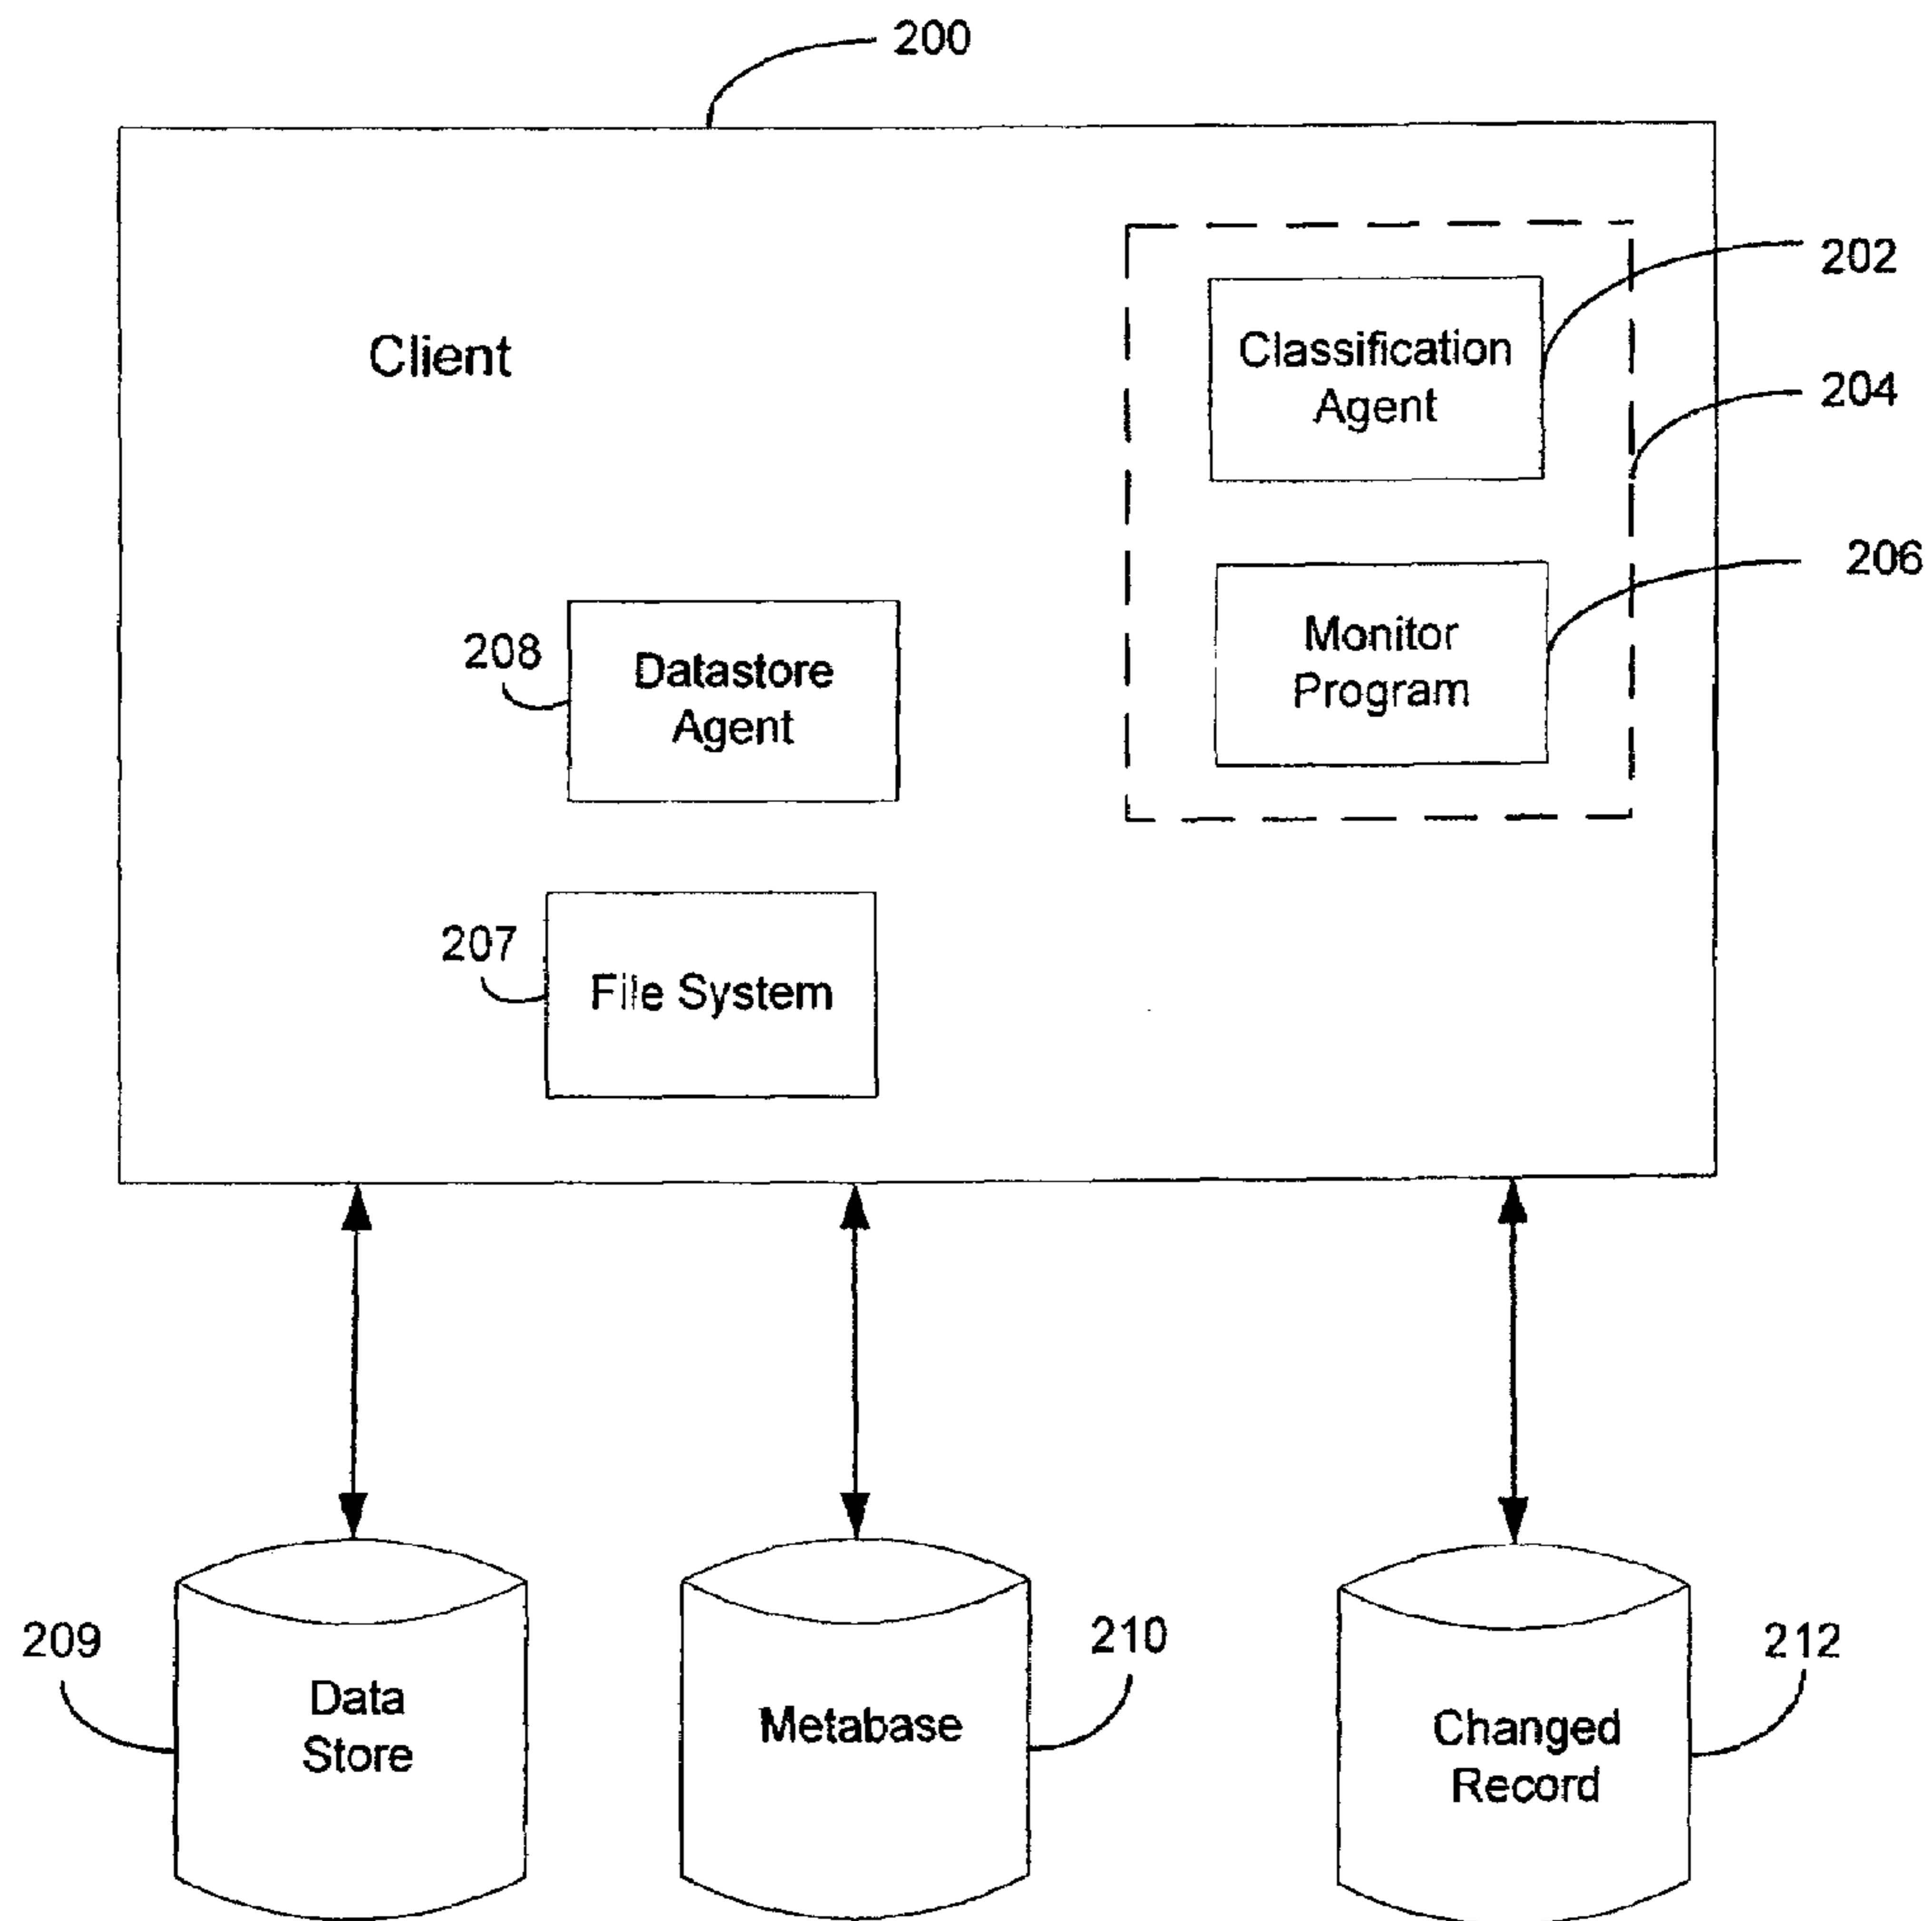 200
Client
Classification
Agent
202
204
Monitor
Program
206
208
Datastore
Agent
207
File System
209
Data
Store
210
Metabase
212
Changed
Record